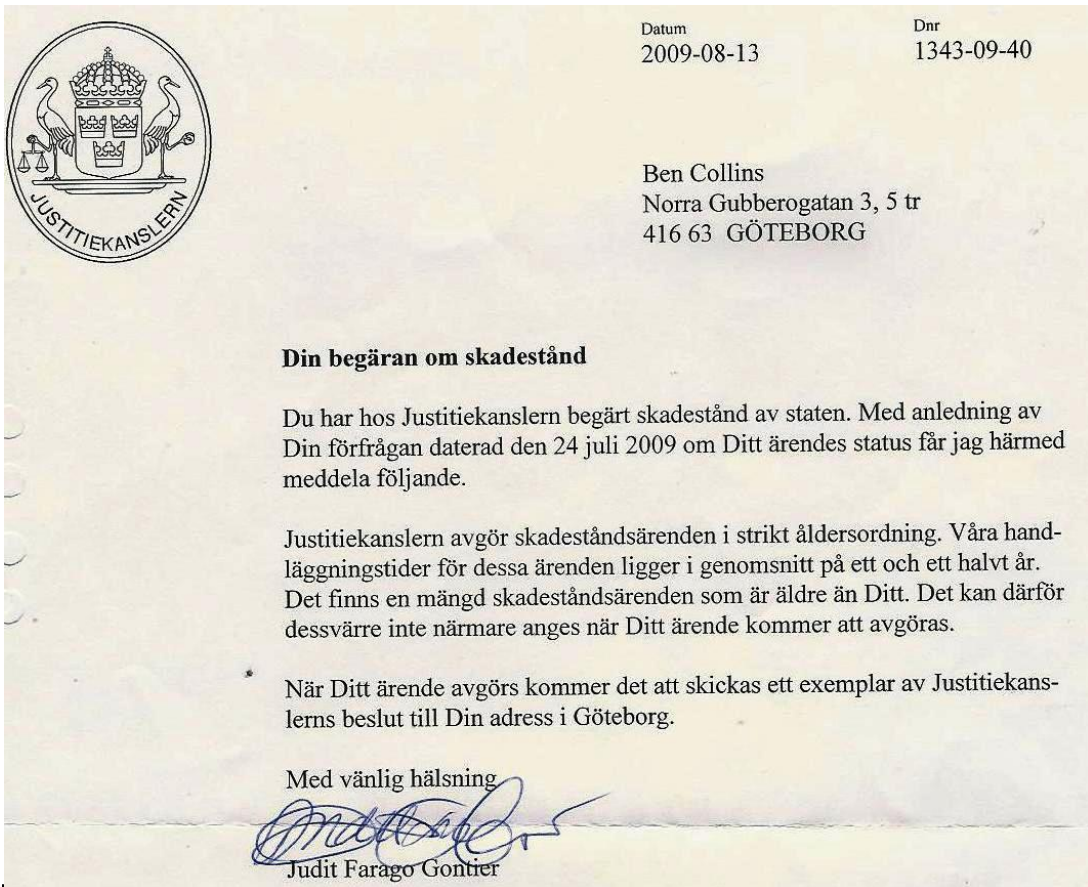 JUSTITIEKANSLERN
Datum
2009-08-13
Dnr
1343-09-40
Ben Collins
Norra Gubberogatan 3, 5 tr
416 63 GÖTEBORG
Din begäran om skadestånd
Du har hos Justitiekanslern begärt skadestånd av staten. Med anledning av
Din förfrågan daterad den 24 juli 2009 om Ditt ärendes status får jag härmed
meddela följande.
Justitiekanslern avgör skadeståndsärenden i strikt åldersordning. Våra hand-
läggningstider för dessa ärenden ligger i genomsnitt på ett och ett halvt år.
Det finns en mängd skadeståndsärenden som är äldre än Ditt. Det kan därför
dessvärre inte närmare anges när Ditt ärende kommer att avgöras.
När Ditt ärende avgörs kommer det att skickas ett exemplar av Justitiekans-
lerns beslut till Din adress i Göteborg.
Med vänlig hälsning
Judit Farago Gontier